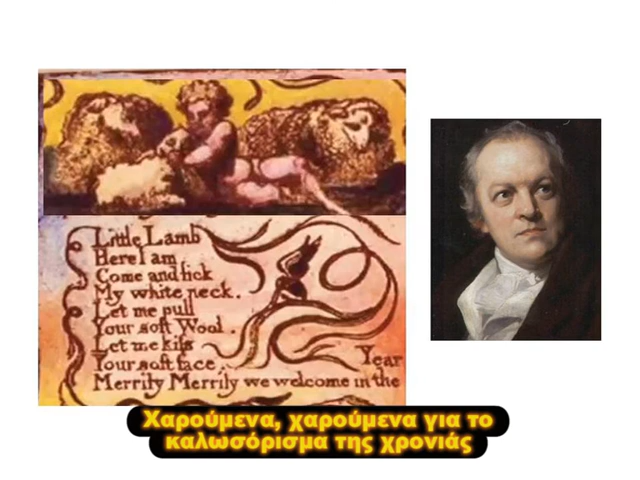 Little Lamb
Here I am
Come and lick
My white neck.
Let me pull
Your soft Wool.
Let me kiss
Your soft face.
Merrily Merrily we welcome in the
Year
Χαρούμενα, χαρούμενα για το
καλωσόρισμα της χρονιάς